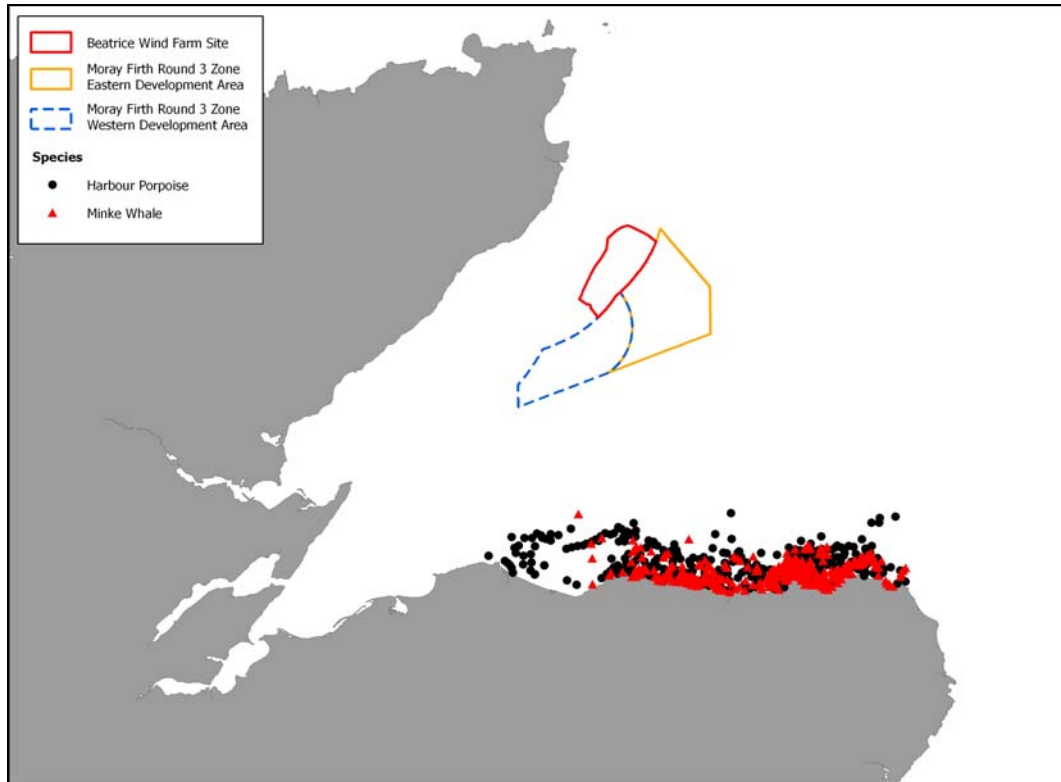 Beatrice Wind Farm Site
Moray Firth Round 3 Zone
Eastern Development Area
Moray Firth Round 3 Zone
Western Development Area
Species
Harbour Porpoise
Minke Whale